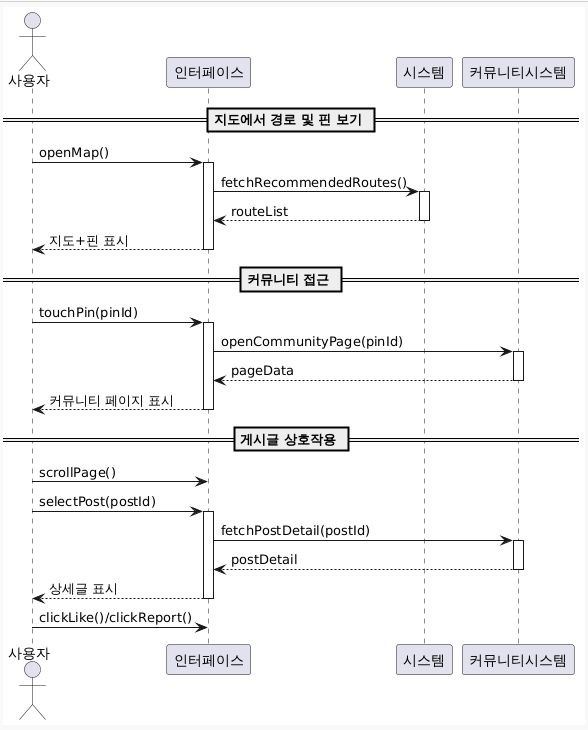 사용자
인터페이스
시스템
커뮤니티시스템
지도에서 경로 및 핀 보기
openMap()
fetchRecommendedRoutes()
routeList
지도+핀 표시
커뮤니티 접근
touchPin(pinId)
openCommunityPage(pinId)
pageData
커뮤니티 페이지 표시
게시글 상호작용
scrollPage()
selectPost(postId)
fetchPostDetail(postId)
postDetail
상세글 표시
clickLike()/clickReport()
사용자
인터페이스
시스템
커뮤니티시스템